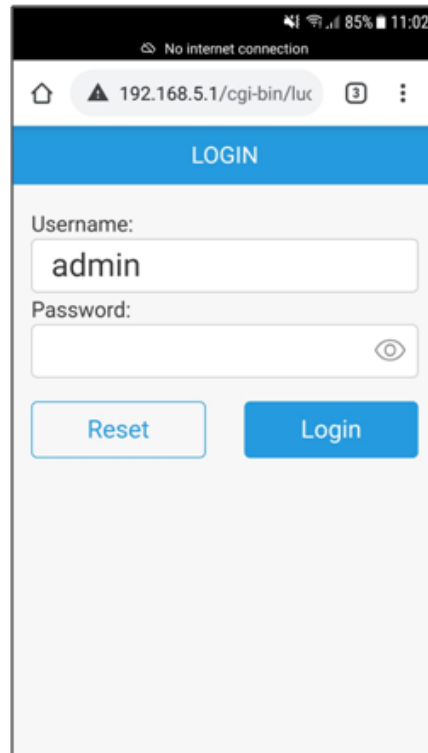 85% 11:02
No internet connection
192.168.5.1/cgi-bin/luc
3
LOGIN
Username:
admin
Password:
Reset
Login